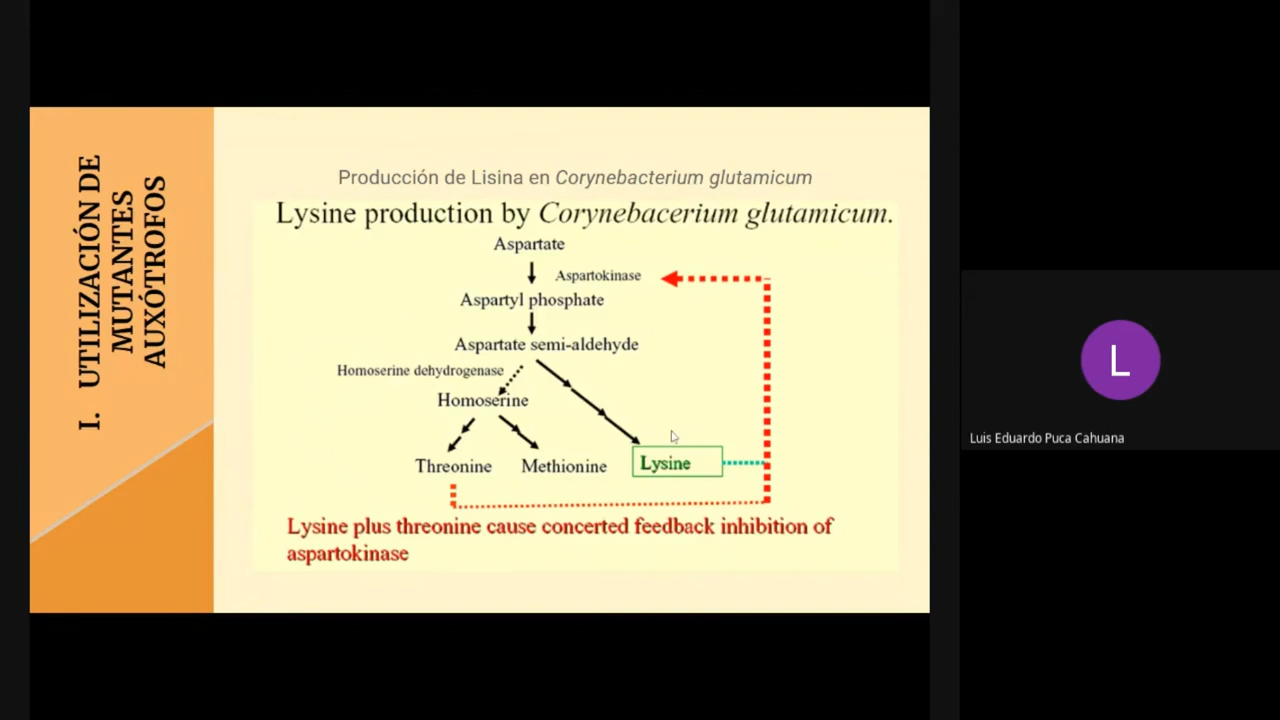 I. UTILIZACIÓN DE
MUTANTES
AUXÓTROFOS
Producción de Lisina en Corynebacterium glutamicum
Lysine production by Corynebacerium glutamicum.
Aspartate
Aspartokinase
Aspartyl phosphate
Aspartate semi-aldehyde
Homoserine dehydrogenase
Homoserine
Threonine Methionine Lysine
Lysine plus threonine cause concerted feedback inhibition of
aspartokinase
L
Luis Eduardo Puca Cahuana